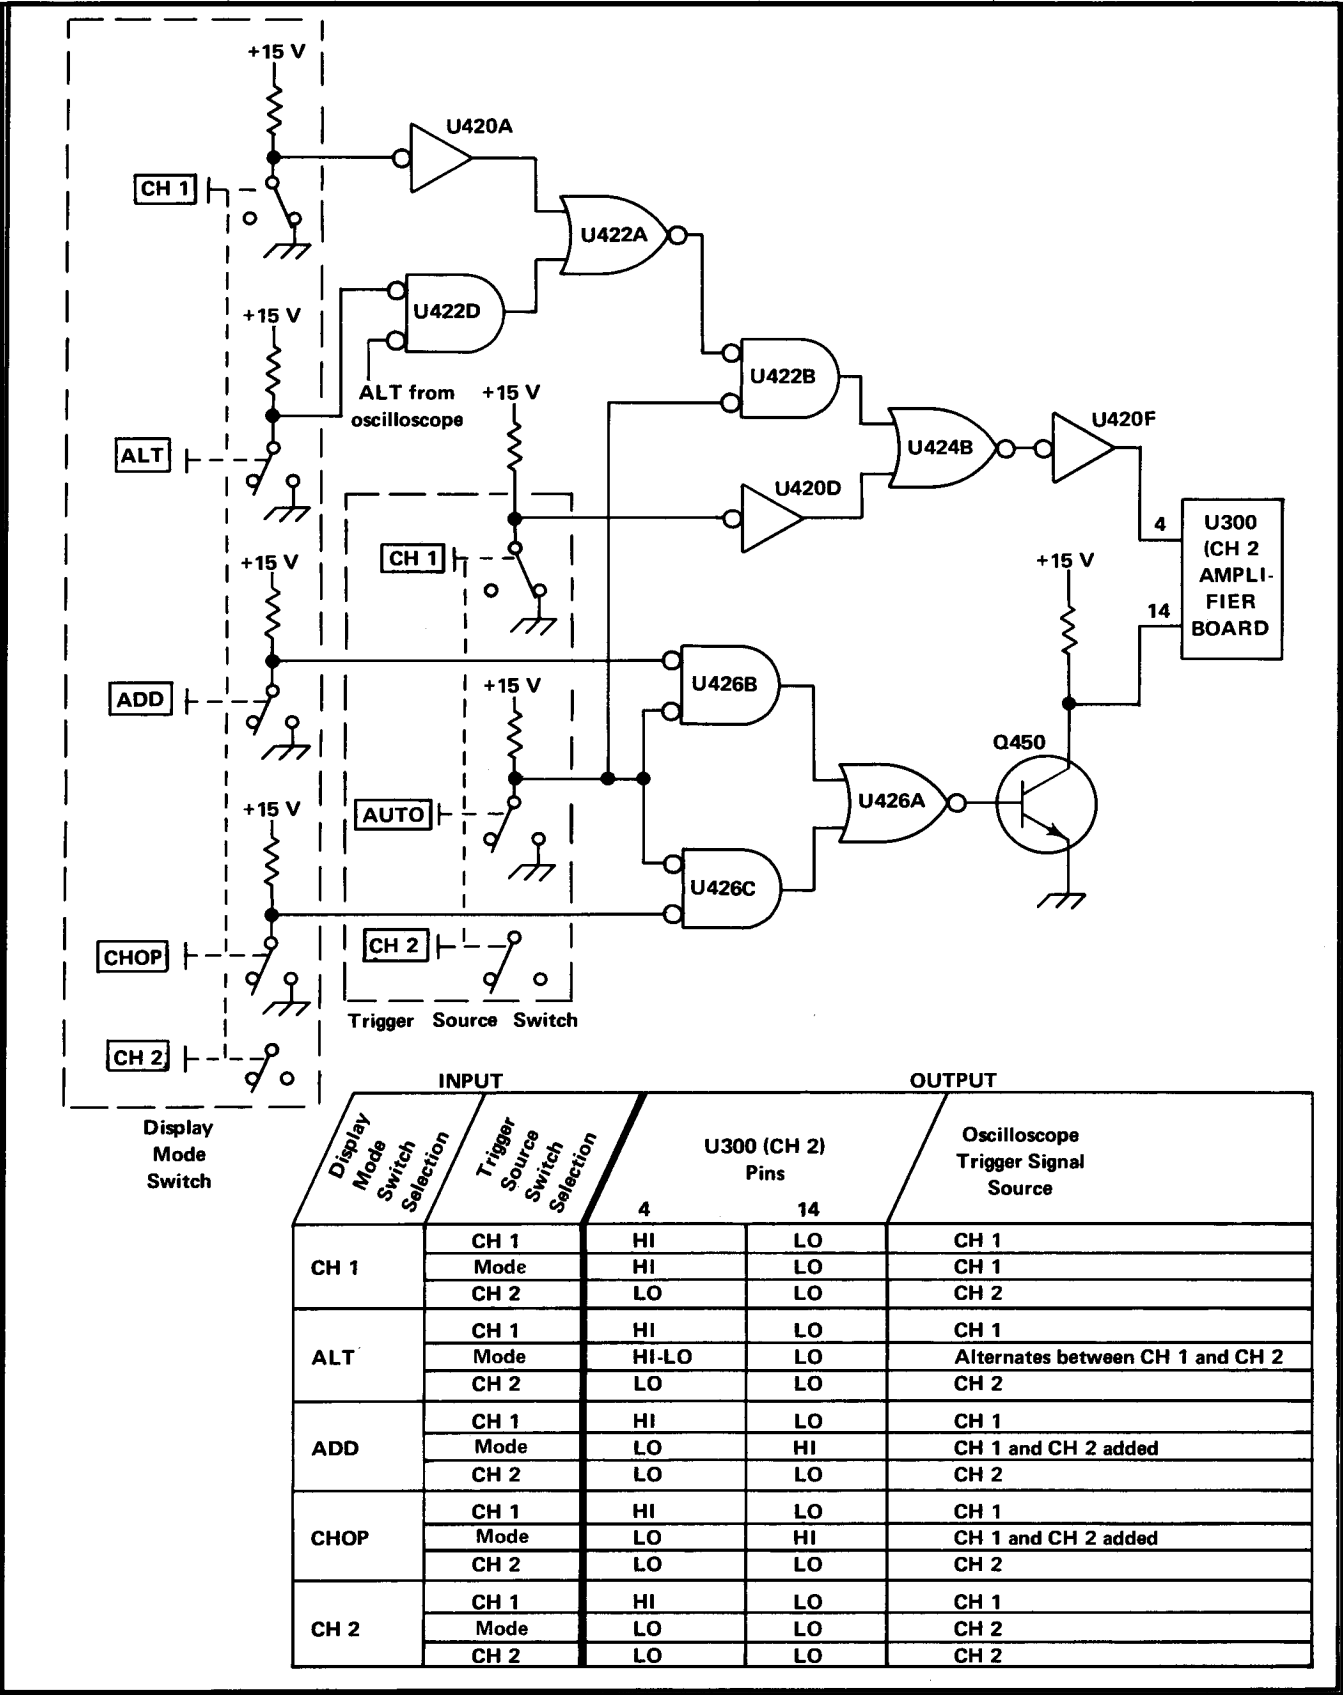 +15 V
U420A
CH 1
U422A
+15 V
U422D
ALT from
oscilloscope
+15 V
U422B
ALT
U420F
U424B
U420D
CH 1
4
U300
(CH 2
AMPLI-
FIER
BOARD
14
+15 V
+15 V
ADD
U426B
+15 V
Q450
AUTO
U426A
+15 V
U426C
CH 2
CHOP
Trigger Source Switch
CH 2
Display
Mode
Switch
INPUT
OUTPUT
Display
Mode
Switch
Selection
Trigger
Source
Switch
Selection
U300 (CH 2)
Pins
4 14
Oscilloscope
Trigger Signal
Source
CH 1
CH 1 HI LO CH 1
Mode HI LO CH 1
CH 2 LO LO CH 2
ALT
CH 1 HI LO CH 1
Mode HI-LO LO Alternates between CH 1 and CH 2
CH 2 LO LO CH 2
ADD
CH 1 HI LO CH 1
Mode LO HI CH 1 and CH 2 added
CH 2 LO LO CH 2
CHOP
CH 1 HI LO CH 1
Mode LO HI CH 1 and CH 2 added
CH 2 LO LO CH 2
CH 2
CH 1 HI LO CH 1
Mode LO LO CH 2
CH 2 LO LO CH 2